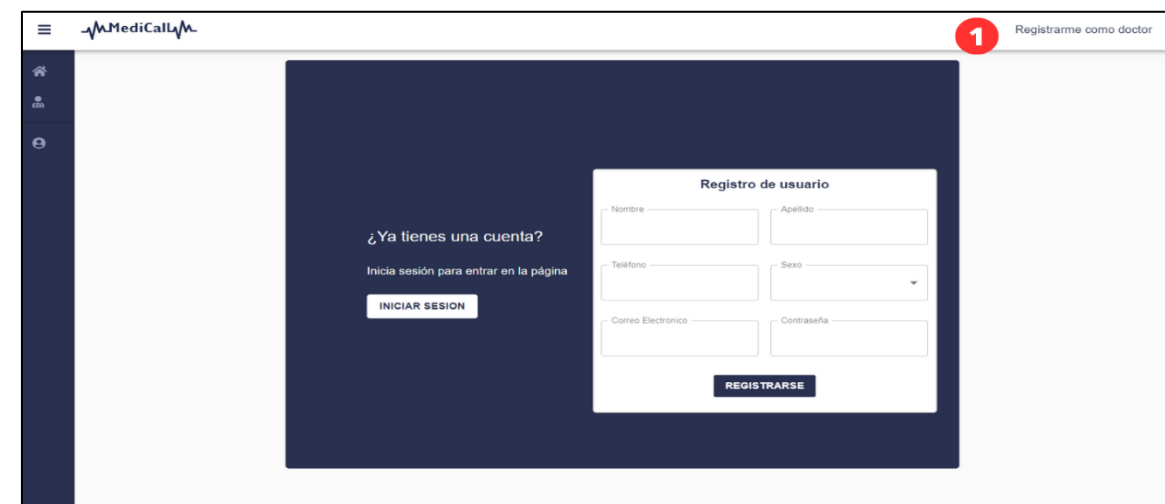 MediCall
1
Registrarme como doctor
¿Ya tienes una cuenta?
Inicia sesión para entrar en la página
INICIAR SESION
Registro de usuario
Nombre
Apellido
Teléfono
Sexo
Correo Electronico
Contraseña
REGISTRARSE